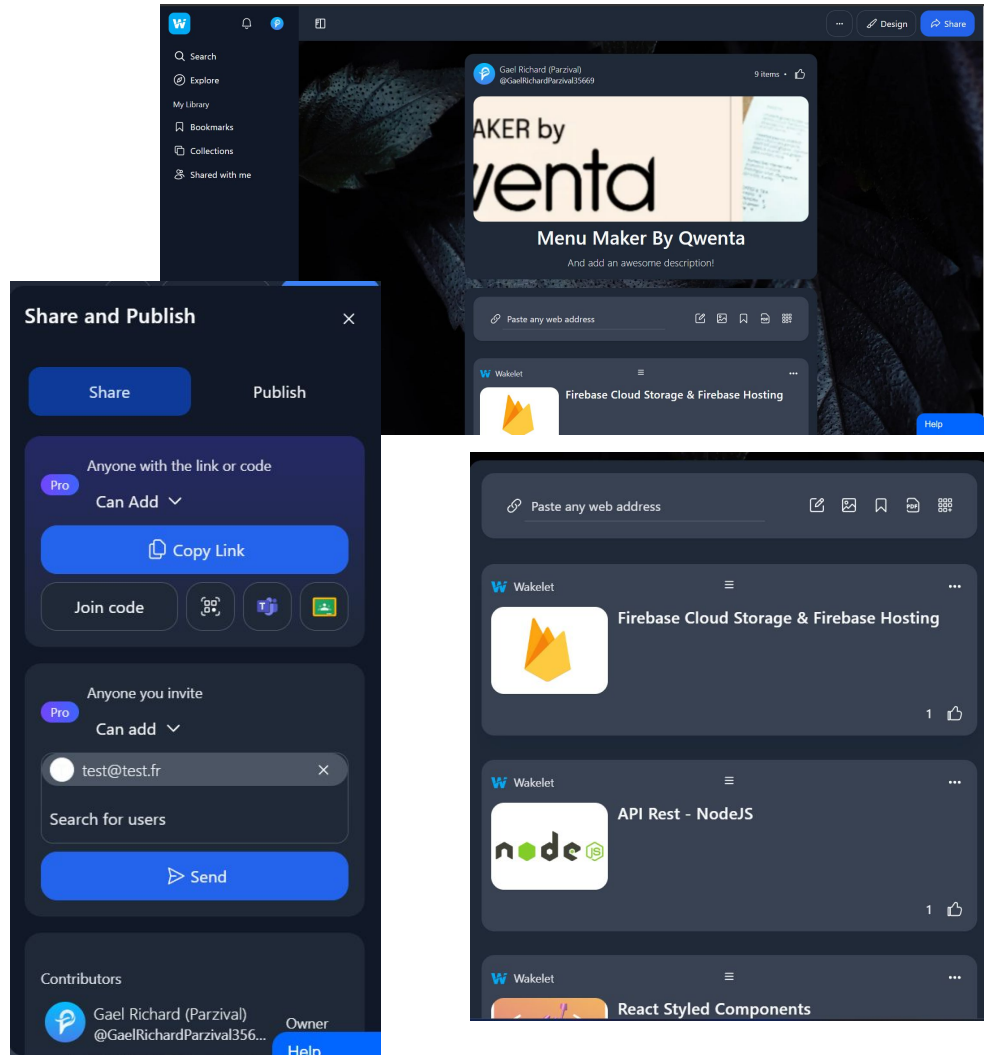 Search
Explore
My Library
Bookmarks
Collections
Shared with me
...
Design
Share
Gael Richard (Parzival)
@GaelRichardParzival35669
9 items •
AKER by
wenta
Menu Maker By Qwenta
And add an awesome description!
Paste any web address
PDF
Wakelet
...
Firebase Cloud Storage & Firebase Hosting
Help
Share and Publish
Share
Publish
Anyone with the link or code
Pro
Can Add
Copy Link
Join code
Anyone you invite
Pro
Can add
test@test.fr
Search for users
Send
Contributors
Gael Richard (Parzival)
@GaelRichardParzival356...
Owner
Help
Paste any web address
PDF
Wakelet
...
Firebase Cloud Storage & Firebase Hosting
1
Wakelet
...
API Rest - NodeJS
node
JS
1
Wakelet
...
React Styled Components